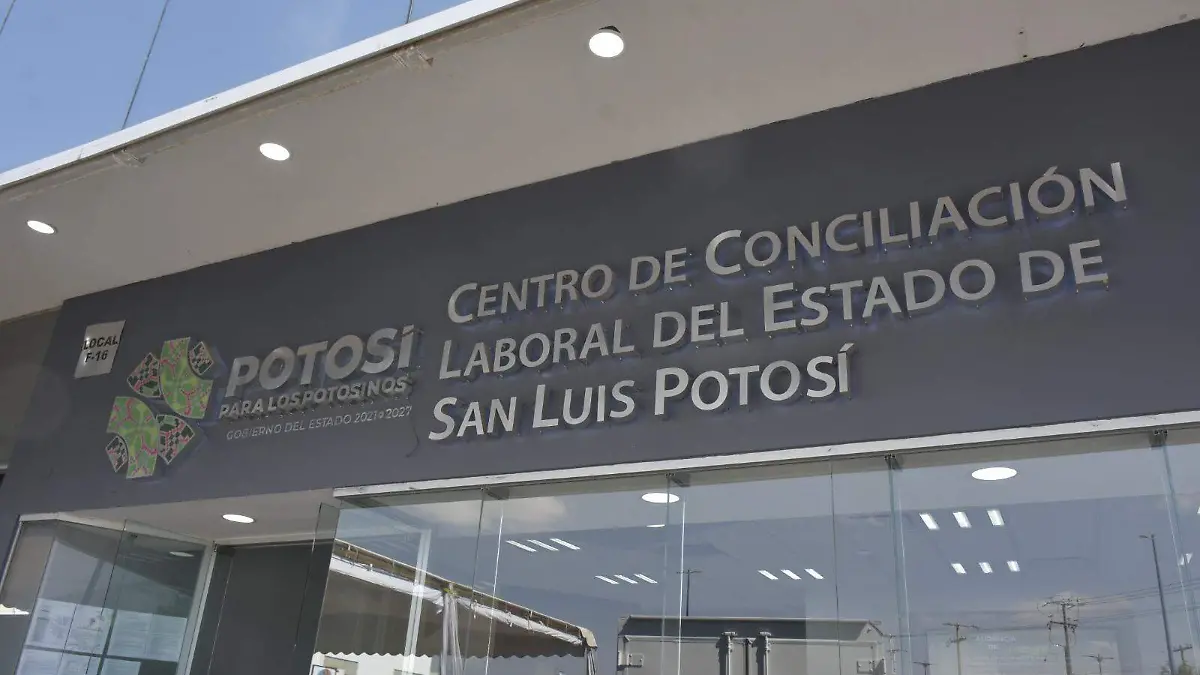 LOCAL
F-16
POTOSÍ
PARA LOS POTOSINOS
GOBIERNO DEL ESTADO 2021-2027
CENTRO DE CONCILIACIÓN
LABORAL DEL ESTADO DE
SAN LUIS POTOSÍ